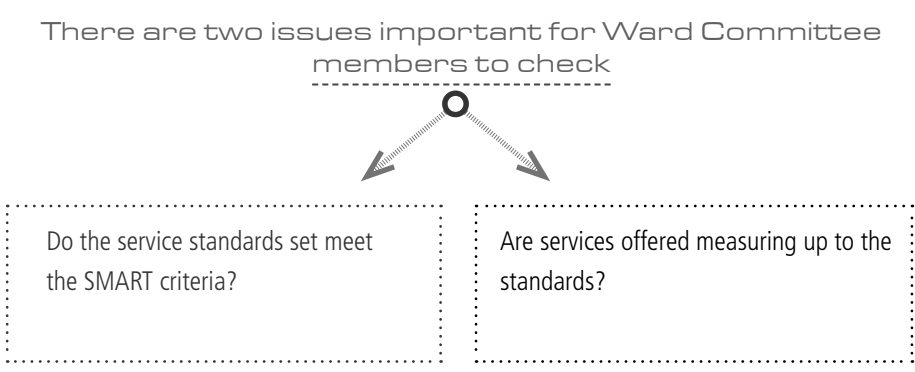 There are two issues important for Ward Committee
members to check
Do the service standards set meet
the SMART criteria?
Are services offered measuring up to the
standards?